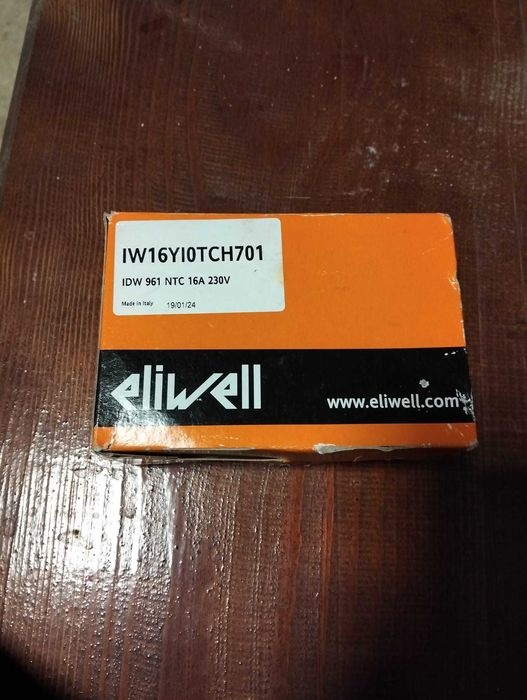 IW16YI0TCH701
IDW 961 NTC 16A 230V
Made in Italy 19/01/24
eliwell
www.eliwell.com